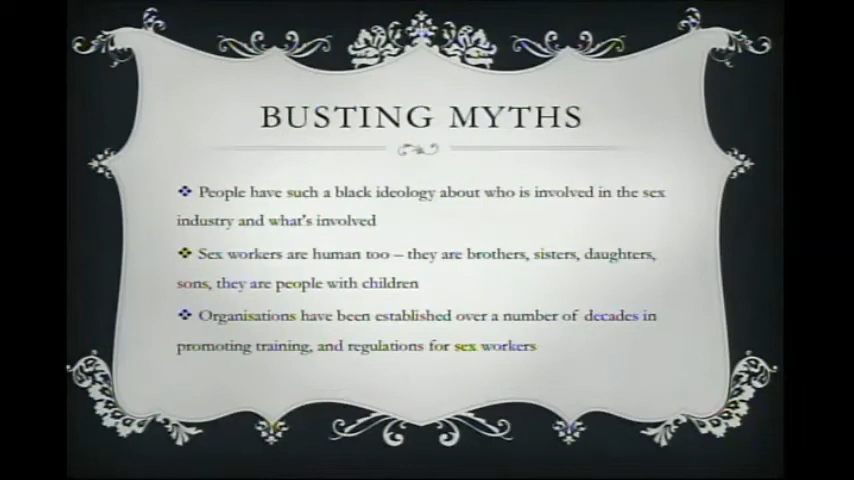 BUSTING MYTHS
People have such a black ideology about who is involved in the sex
industry and what's involved
Sex workers are human too – they are brothers, sisters, daughters,
sons, they are people with children
Organisations have been established over a number of decades in
promoting training, and regulations for sex workers